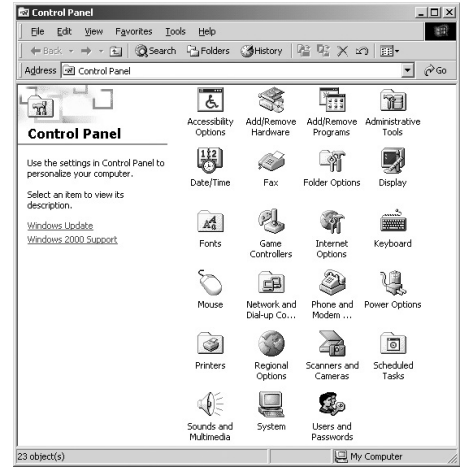 Control Panel
File Edit View Favorites Tools Help
Back Search Folders History
Address Control Panel Go
Control Panel
Use the settings in Control Panel to
personalize your computer.
Select an item to view its
description.
Windows Update
Windows 2000 Support
Accessibility
Options
Add/Remove
Hardware
Add/Remove
Programs
Administrative
Tools
Date/Time
Fax
Folder Options
Display
Fonts
Game
Controllers
Internet
Options
Keyboard
Mouse
Network and
Dial-up Co...
Phone and
Modem ...
Power Options
Printers
Regional
Options
Scanners and
Cameras
Scheduled
Tasks
Sounds and
Multimedia
System
Users and
Passwords
23 object(s) My Computer